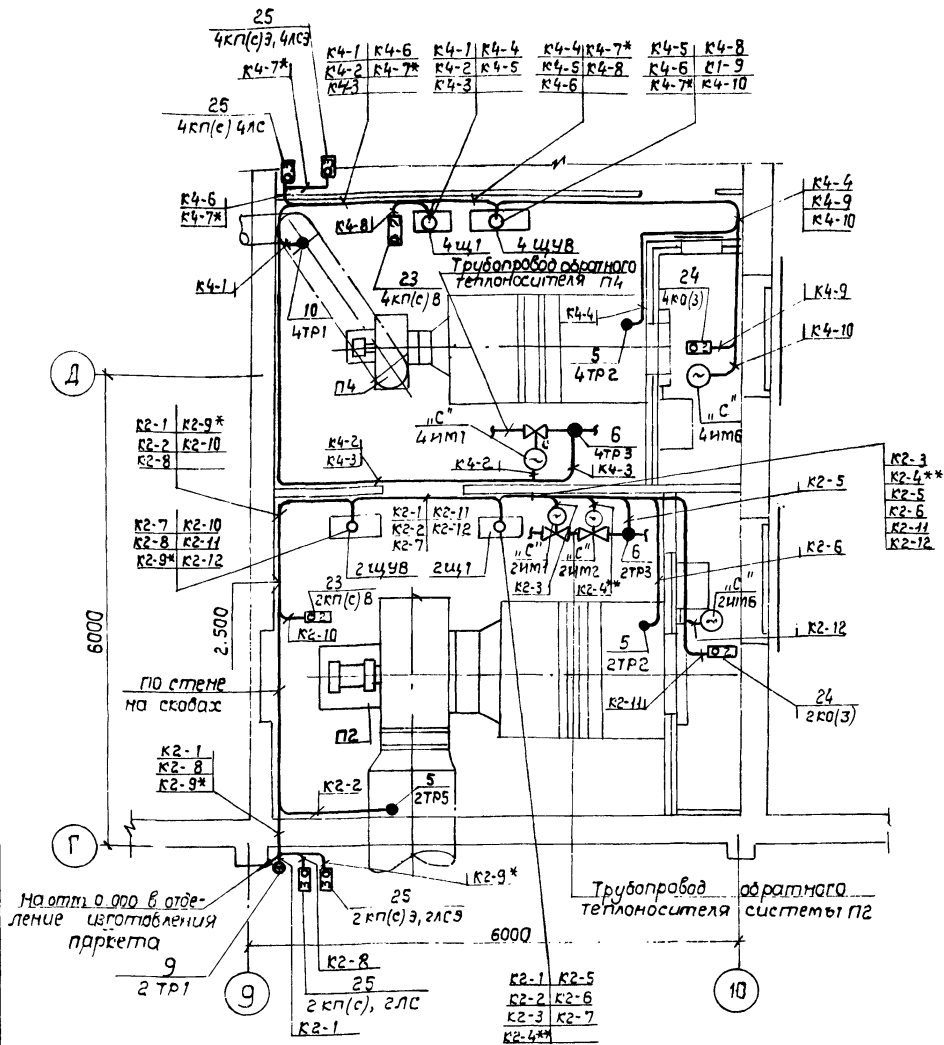 25
4кп(с)Э, 4лсЭ
К4-7*
25
4кп(с) 4лс
К4-1 К4-6
К4-2 К4-7*
К4-3
К4-1 К4-4
К4-2 К4-5
К4-3
К4-4 К4-7*
К4-5 К4-8
К4-6
К4-5 К4-8
К4-6 К1-9
К4-7* К4-10
К4-6
К4-7*
К4-8
4Щ1
4 ЩУВ
К4-4
К4-9
К4-10
К4-1
10
4ТР1
23
4кп(с)В
Трубопровод обратного
теплоносителя П4
24
4КО(3)
К4-9
К4-4
К4-10
5
4ТР2
П4
Д
„С"
4ИМ6
„С"
4ИМ1
6
4ТР3
К2-1 К2-9*
К2-2 К2-10
К2-8
К4-2
К4-3
К4-2
К4-3
К2-3
К2-4**
К2-5
К2-6
К2-11
К2-12
К2-5
К2-7 К2-10
К2-8 К2-11
К2-9* К2-12
К2-1 К2-11
К2-2 К2-12
К2-7
2ЩУВ
2Щ1
„С"
2ИМ1
„С"
2ИМ2
6
2ТР3
К2-3
К2-4**
К2-6
23
2кп(с)В
К2-10
„С"
2ИМ6
К2-12
6000
2.500
5
2ТР2
по стене
на скобах
П2
К2-11
24
2КО(3)
К2-1
К2-8
К2-9*
К2-2
5
2ТР5
Г
На отм 0.000 в отде-
ление изготовления
паркета
К2-9*
25
2кп(с)Э, 2лсЭ
Трубопровод обратного
теплоносителя системы П2
6000
9
2 ТР1
9
К2-8
25
2кп(с), 2лс
К2-1
К2-1 К2-5
К2-2 К2-6
К2-3 К2-7
К2-4**
10